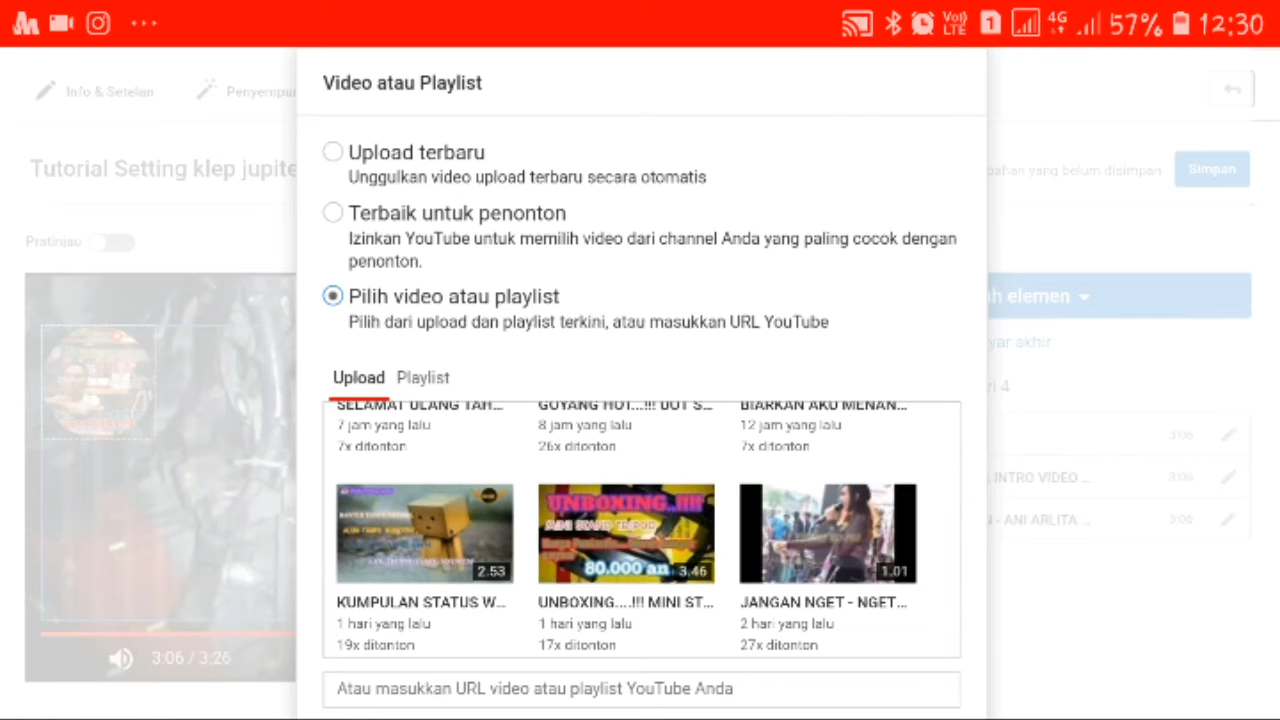 57% 12:30
Video atau Playlist
Info & Setelan
Penyempu
Upload terbaru
Unggulkan video upload terbaru secara otomatis
Tutorial Setting klep jupite
bahan yang belum disimpan
Simpan
Terbaik untuk penonton
Izinkan YouTube untuk memilih video dari channel Anda yang paling cocok dengan
penonton.
Pratinjau
Pilih video atau playlist
Pilih dari upload dan playlist terkini, atau masukkan URL YouTube
ah elemen
yar akhir
ri 4
Upload Playlist
SELAMAT ULANG TAH...
7 jam yang lalu
7x ditonton
GOYANG HOT...!!! DUT S...
8 jam yang lalu
26x ditonton
BIARKAN AKU MENAN...
12 jam yang lalu
7x ditonton
3:06
INTRO VIDEO ...
3:06
N - ANI ARLITA ...
3:06
2.53
KUMPULAN STATUS W...
1 hari yang lalu
19x ditonton
UNBOXING..!!!
MINI STAND TRIPOD
80.000 an
3.46
UNBOXING....!!! MINI ST...
1 hari yang lalu
17x ditonton
1.01
JANGAN NGET - NGET...
2 hari yang lalu
27x ditonton
3:06 / 3:26
Atau masukkan URL video atau playlist YouTube Anda